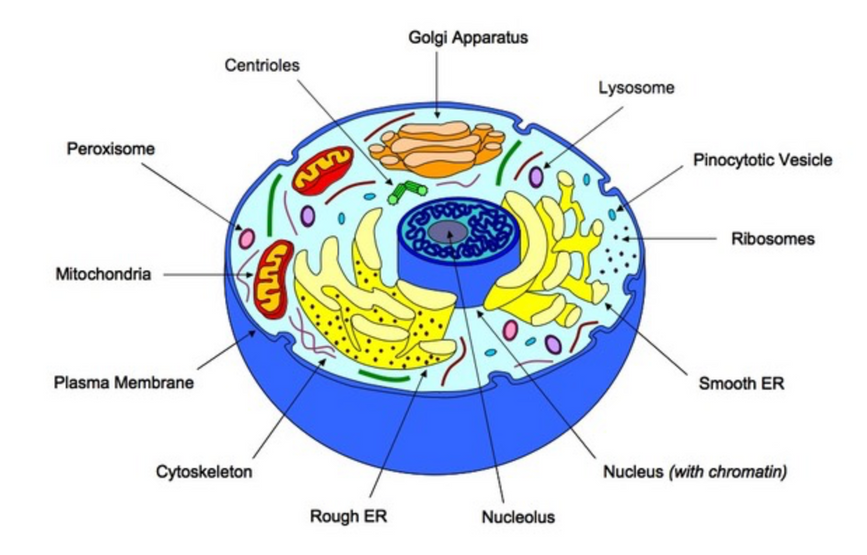 Golgi Apparatus
Centrioles
Lysosome
Peroxisome
Pinocytotic Vesicle
Ribosomes
Mitochondria
Plasma Membrane
Smooth ER
Cytoskeleton
Nucleus (with chromatin)
Rough ER
Nucleolus